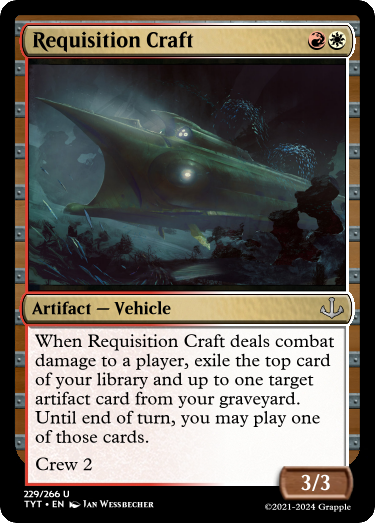 Requisition Craft
Artifact — Vehicle
When Requisition Craft deals combat
damage to a player, exile the top card
of your library and up to one target
artifact card from your graveyard.
Until end of turn, you may play one
of those cards.
Crew 2
3/3
229/266 U
TYT • EN Jan Wessbecher
©2021-2024 Grapple